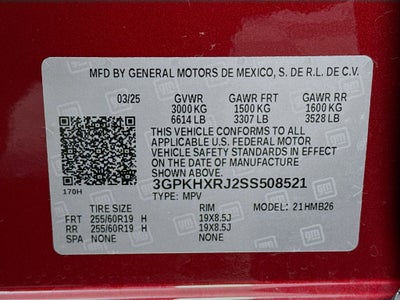 MFD BY GENERAL MOTORS DE MEXICO, S. DE R.L. DE C.V.
03/25 GVWR GAWR FRT GAWR RR
3000 KG 1500 KG 1600 KG
6614 LB 3307 LB 3528 LB
THIS VEHICLE CONFORMS TO ALL
APPLICABLE U.S. FEDERAL MOTOR
VEHICLE SAFETY STANDARDS IN EFFECT
ON THE DATE OF MANUFACTURE
SHOWN ABOVE.
3GPKHXRJ2SS508521
170H TYPE: MPV MODEL: 21HMB26
TIRE SIZE RIM
FRT 255/60R19 H 19X8.5J
RR 255/60R19 H 19X8.5J
SPA NONE NONE